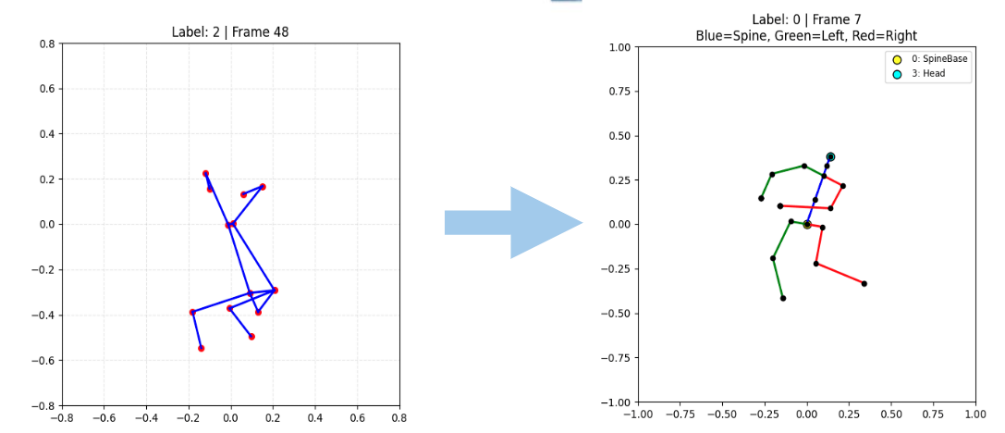 Label: 2 | Frame 48
0.8
0.6
0.4
0.2
0.0
−0.2
−0.4
−0.6
−0.8
−0.8 −0.6 −0.4 −0.2 0.0 0.2 0.4 0.6 0.8
Label: 0 | Frame 7
Blue=Spine, Green=Left, Red=Right
0: SpineBase
3: Head
1.00
0.75
0.50
0.25
0.00
−0.25
−0.50
−0.75
−1.00
−1.00 −0.75 −0.50 −0.25 0.00 0.25 0.50 0.75 1.00